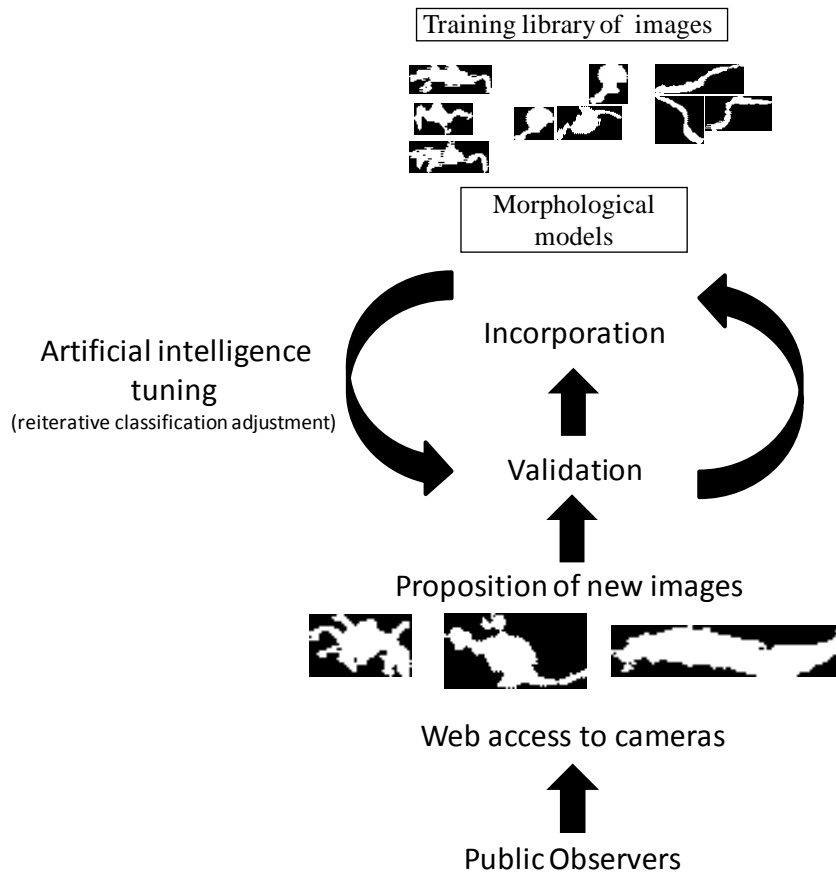 Training library of images
Morphological
models
Incorporation
Artificial intelligence
tuning
(reiterative classification adjustment)
Validation
Proposition of new images
Web access to cameras
Public Observers